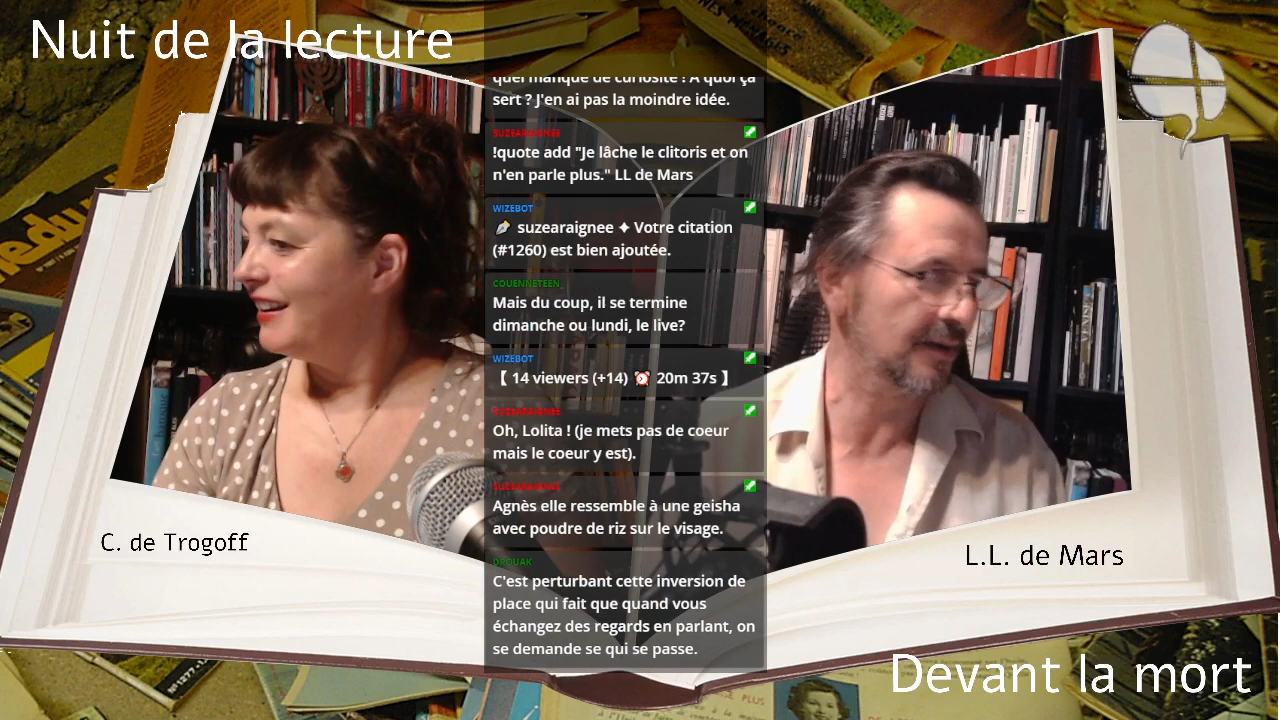 Nuit de la lecture
quel manque de curiosité ! A quoi ça
sert ? J'en ai pas la moindre idée.
SUZEARAIGNEE
!quote add "Je lâche le clitoris et on
n'en parle plus." LL de Mars
WIZEBOT
suzearaignee ✦ Votre citation
(#1260) est bien ajoutée.
COUENNETEEN_
Mais du coup, il se termine
dimanche ou lundi, le live?
WIZEBOT
【 14 viewers (+14) ⏰ 20m 37s 】
SUZEARAIGNEE
Oh, Lolita ! (je mets pas de coeur
mais le coeur y est).
SUZEARAIGNEE
Agnès elle ressemble à une geisha
avec poudre de riz sur le visage.
DROUAK
C'est perturbant cette inversion de
place qui fait que quand vous
échangez des regards en parlant, on
se demande se qui se passe.
C. de Trogoff
L.L. de Mars
Devant la mort